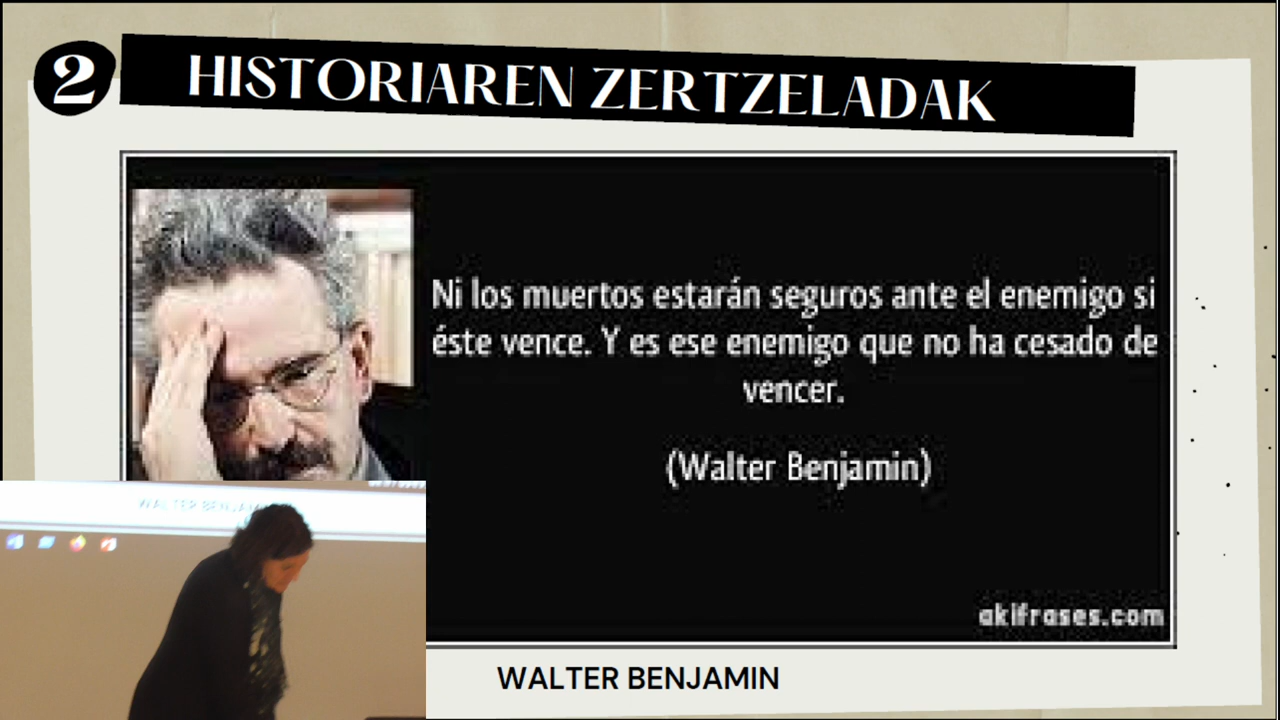 2
HISTORIAREN ZERTZELADAK
Ni los muertos estarán seguros ante el enemigo si
éste vence. Y es ese enemigo que no ha cesado de
vencer.
(Walter Benjamin)
akifrases.com
WALTER BENJAMIN